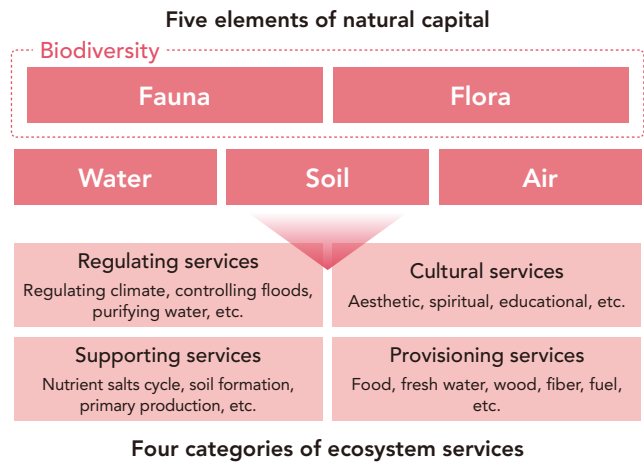 Five elements of natural capital
Biodiversity
Fauna
Flora
Water
Soil
Air
Regulating services
Regulating climate, controlling floods,
purifying water, etc.
Cultural services
Aesthetic, spiritual, educational, etc.
Supporting services
Nutrient salts cycle, soil formation,
primary production, etc.
Provisioning services
Food, fresh water, wood, fiber, fuel,
etc.
Four categories of ecosystem services